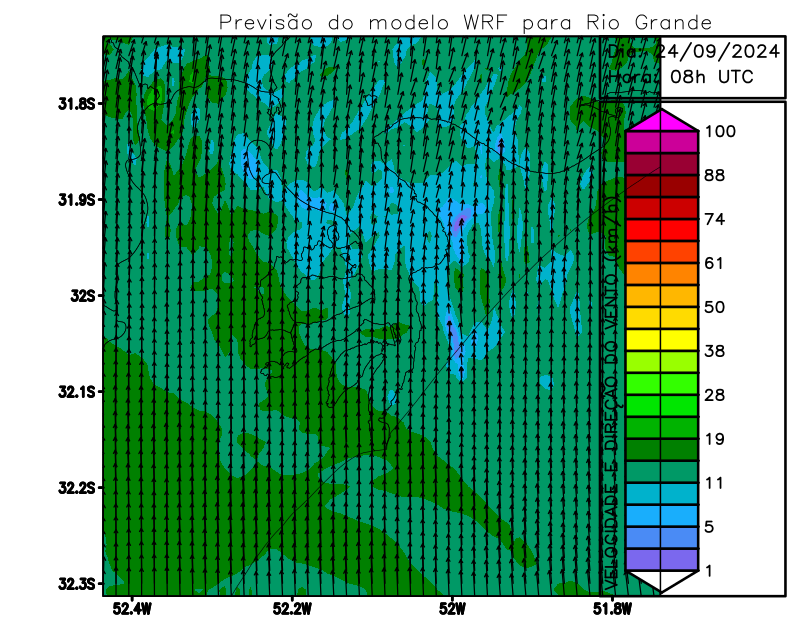 Previsão do modelo WRF para Rio Grande
Dia: 24/09/2024
Hora: 08h UTC
31.8S
31.9S
32S
32.1S
32.2S
32.3S
52.4W
52.2W
52W
51.8W
VELOCIDADE E DIREÇÃO DO VENTO (km/h)
100
88
74
61
50
38
28
19
11
5
1